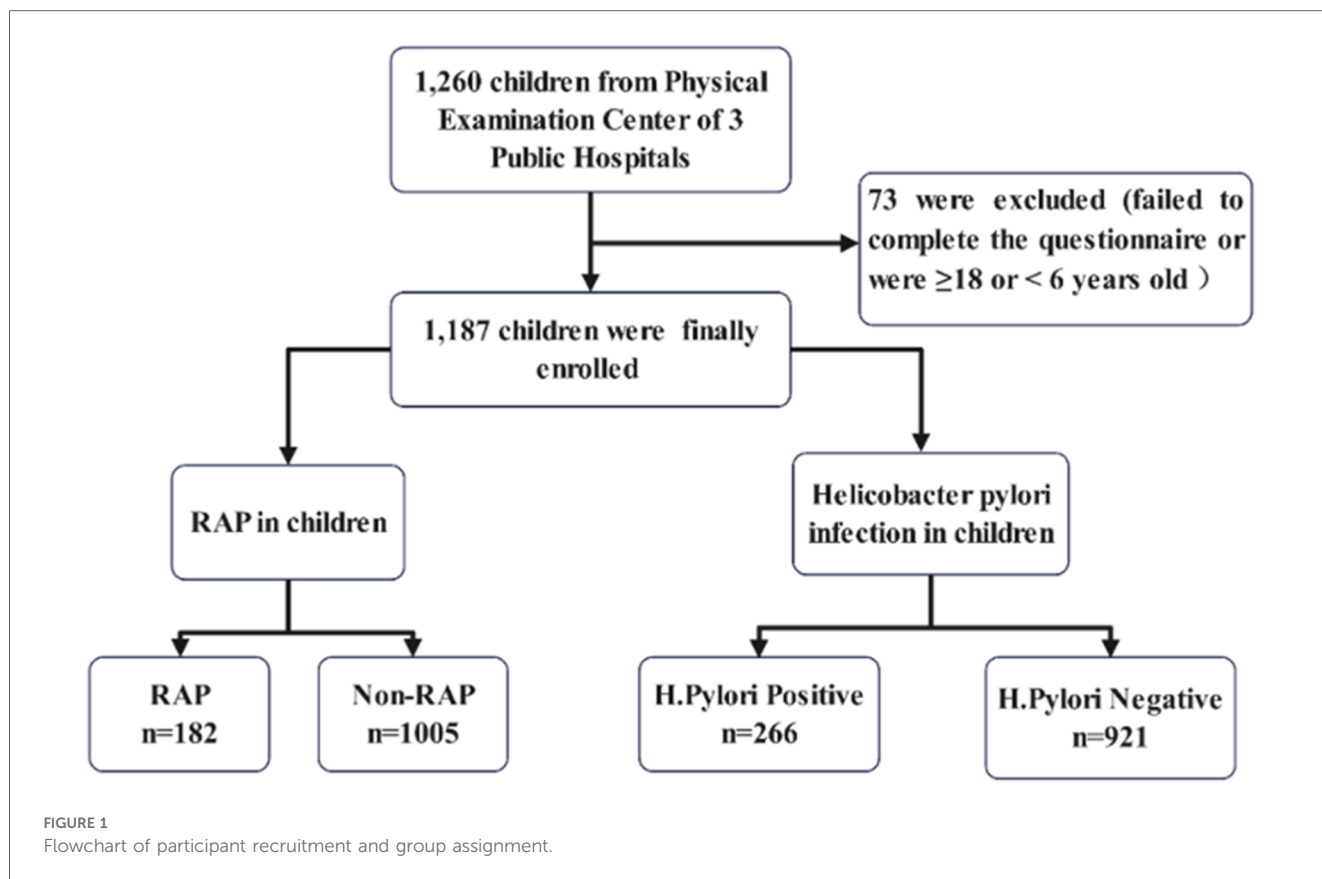 1,260 children from Physical
Examination Center of 3
Public Hospitals
73 were excluded (failed to
complete the questionnaire or
were ≥18 or < 6 years old ）
1,187 children were finally
enrolled
RAP in children
Helicobacter pylori
infection in children
RAP
n=182
Non-RAP
n=1005
H.Pylori Positive
n=266
H.Pylori Negative
n=921
FIGURE 1
Flowchart of participant recruitment and group assignment.